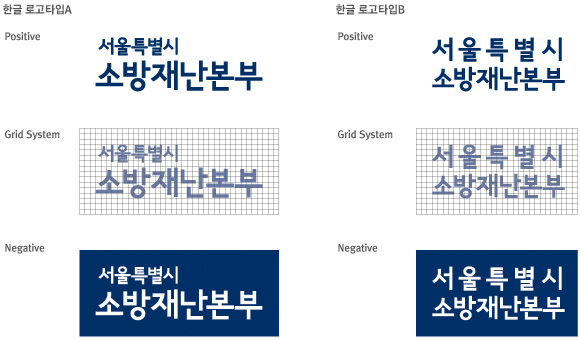 한글 로고타입A
Positive
서울특별시
소방재난본부
Grid System
서울특별시
소방재난본부
Negative
서울특별시
소방재난본부
한글 로고타입B
Positive
서울특별시
소방재난본부
Grid System
서울특별시
소방재난본부
Negative
서울특별시
소방재난본부